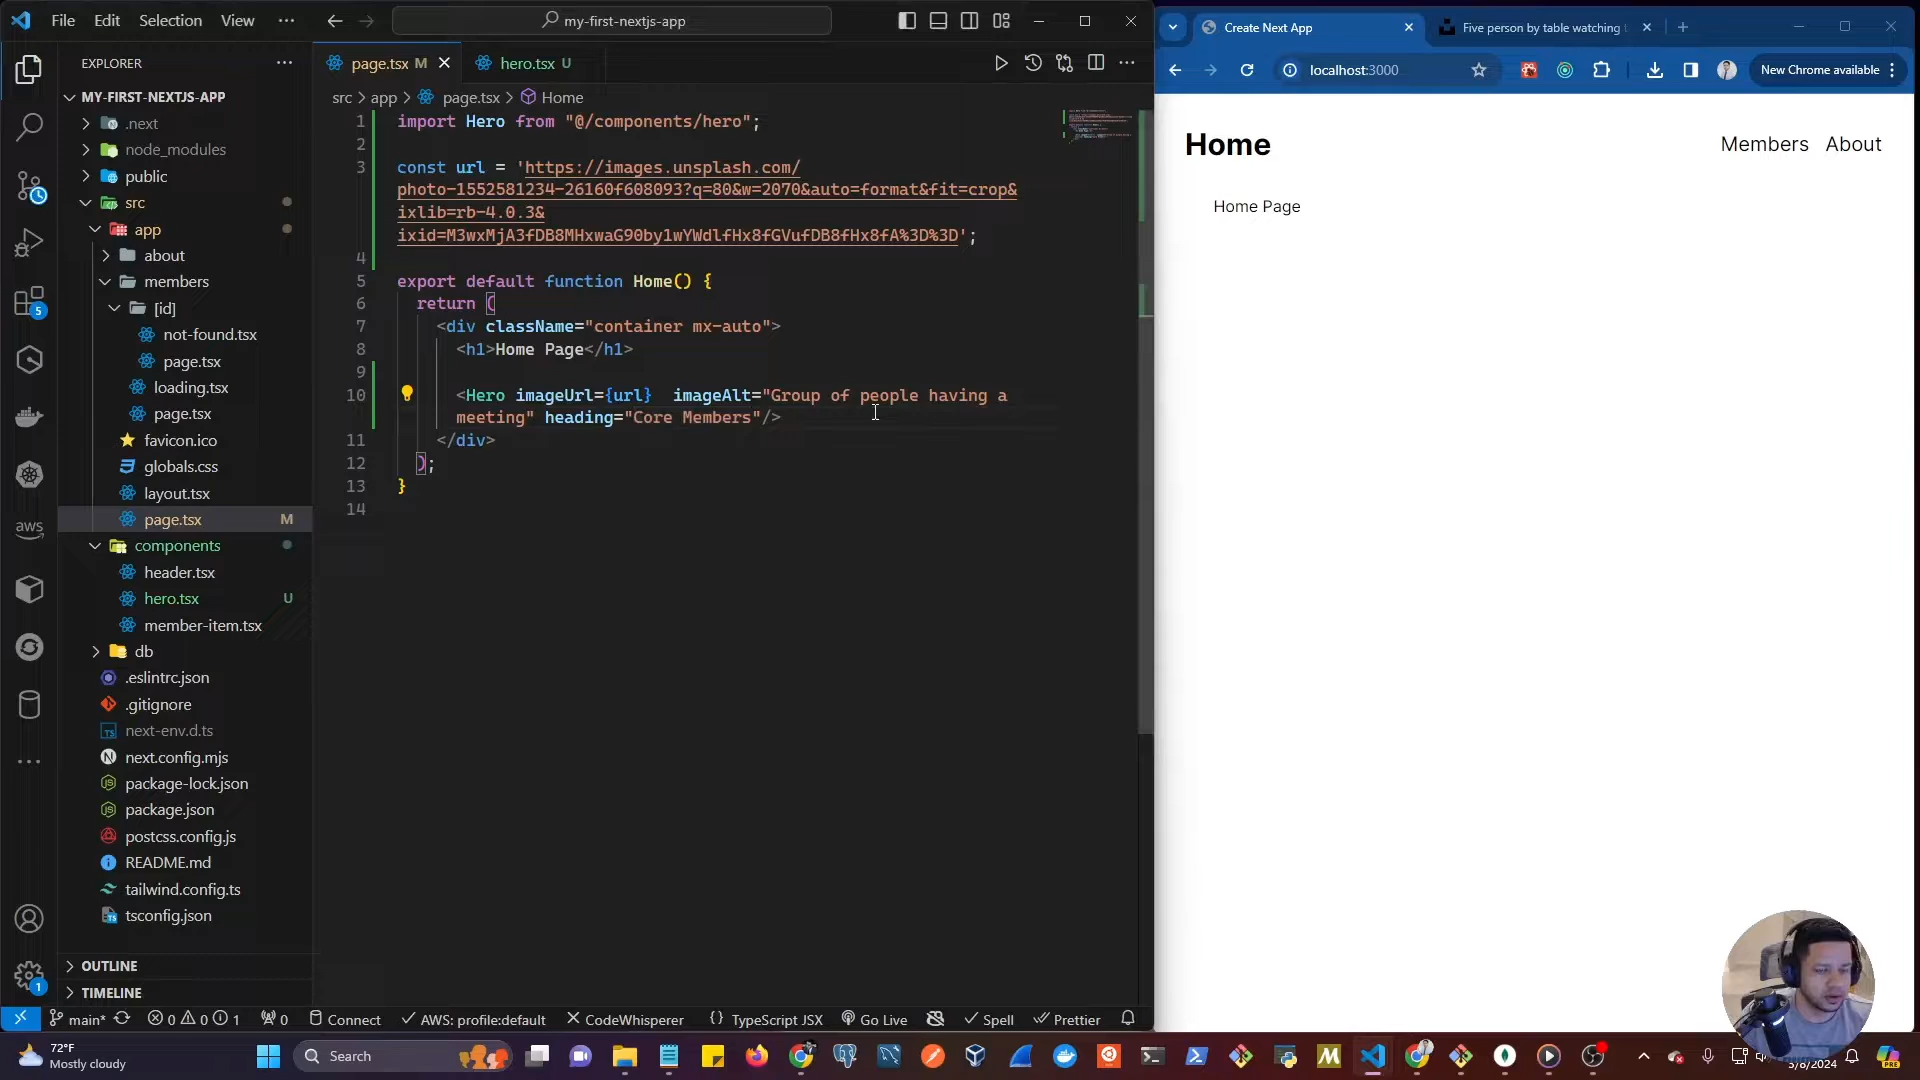 File Edit Selection View ···
my-first-nextjs-app
EXPLORER
MY-FIRST-NEXTJS-APP
.next
node_modules
public
src
app
about
members
[id]
not-found.tsx
page.tsx
loading.tsx
page.tsx
favicon.ico
globals.css
layout.tsx
page.tsx M
components
header.tsx
hero.tsx U
member-item.tsx
db
.eslintrc.json
.gitignore
next-env.d.ts
next.config.mjs
package-lock.json
package.json
postcss.config.js
README.md
tailwind.config.ts
tsconfig.json
OUTLINE
TIMELINE
aws
5
1
page.tsx M
hero.tsx U
src > app > page.tsx > Home
1 import Hero from "@/components/hero";
2
3 const url = 'https://images.unsplash.com/
photo-1552581234-26160f608093?q=80&w=2070&auto=format&fit=crop&
ixlib=rb-4.0.3&
ixid=M3wxMjA3fDB8MHxwaG90by1wYWdlfHx8fGVufDB8fHx8fA%3D%3D';
4
5 export default function Home() {
6 return (
7 <div className="container mx-auto">
8 <h1>Home Page</h1>
9
10 <Hero imageUrl={url}  imageAlt="Group of people having a
meeting" heading="Core Members"/>
11 </div>
12 );
13 }
14
main* 0 0 1 0 Connect AWS: profile:default CodeWhisperer TypeScript JSX Go Live Spell Prettier
Create Next App
Five person by table watching
localhost:3000
New Chrome available
Home
Members About
Home Page
72°F
Mostly cloudy
Search
5/8/2024
PRE